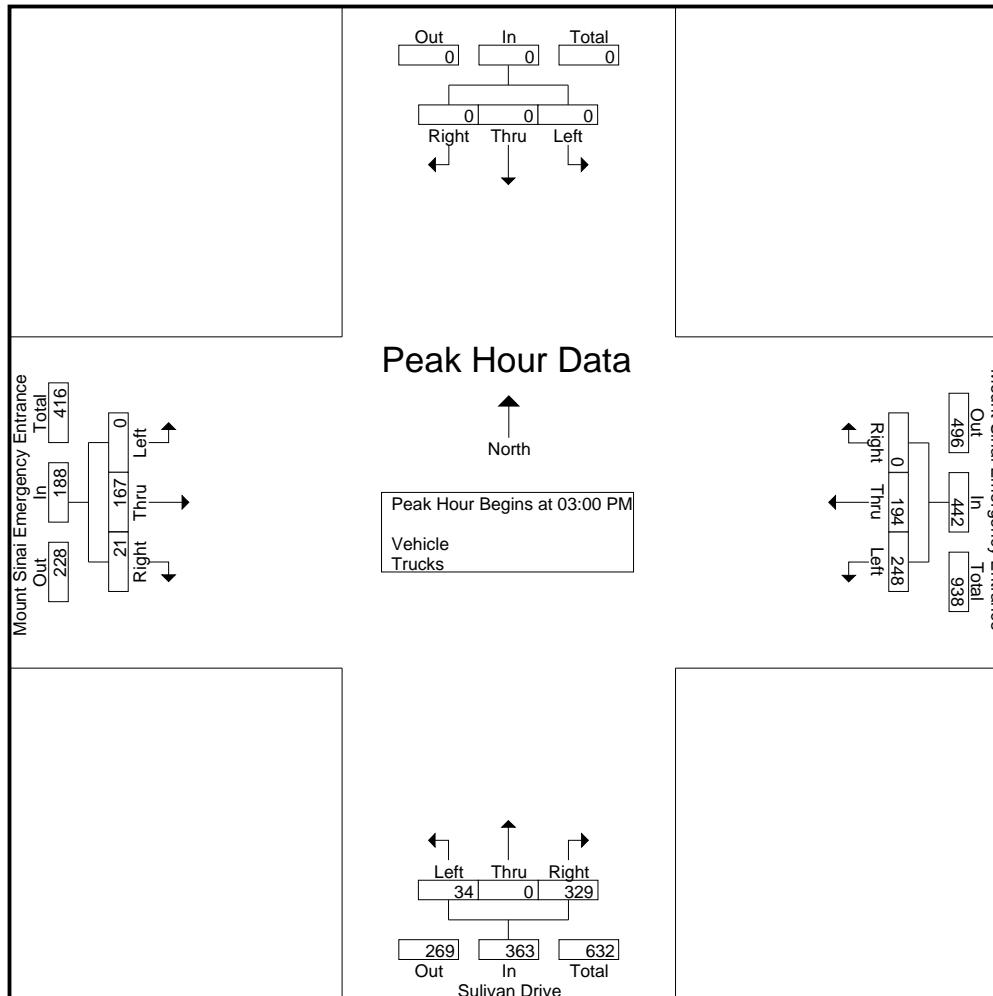 Out In Total
0 0 0
0 0 0
Right Thru Left
Peak Hour Data
North
Peak Hour Begins at 03:00 PM
Vehicle
Trucks
Mount Sinai Emergency Entrance
Out In Total
228 188 416
21 167 0
Right Thru Left
Out In Total
496 442 938
0 194 248
Right Thru Left
Left Thru Right
34 0 329
269 363 632
Out In Total
Sulivan Drive